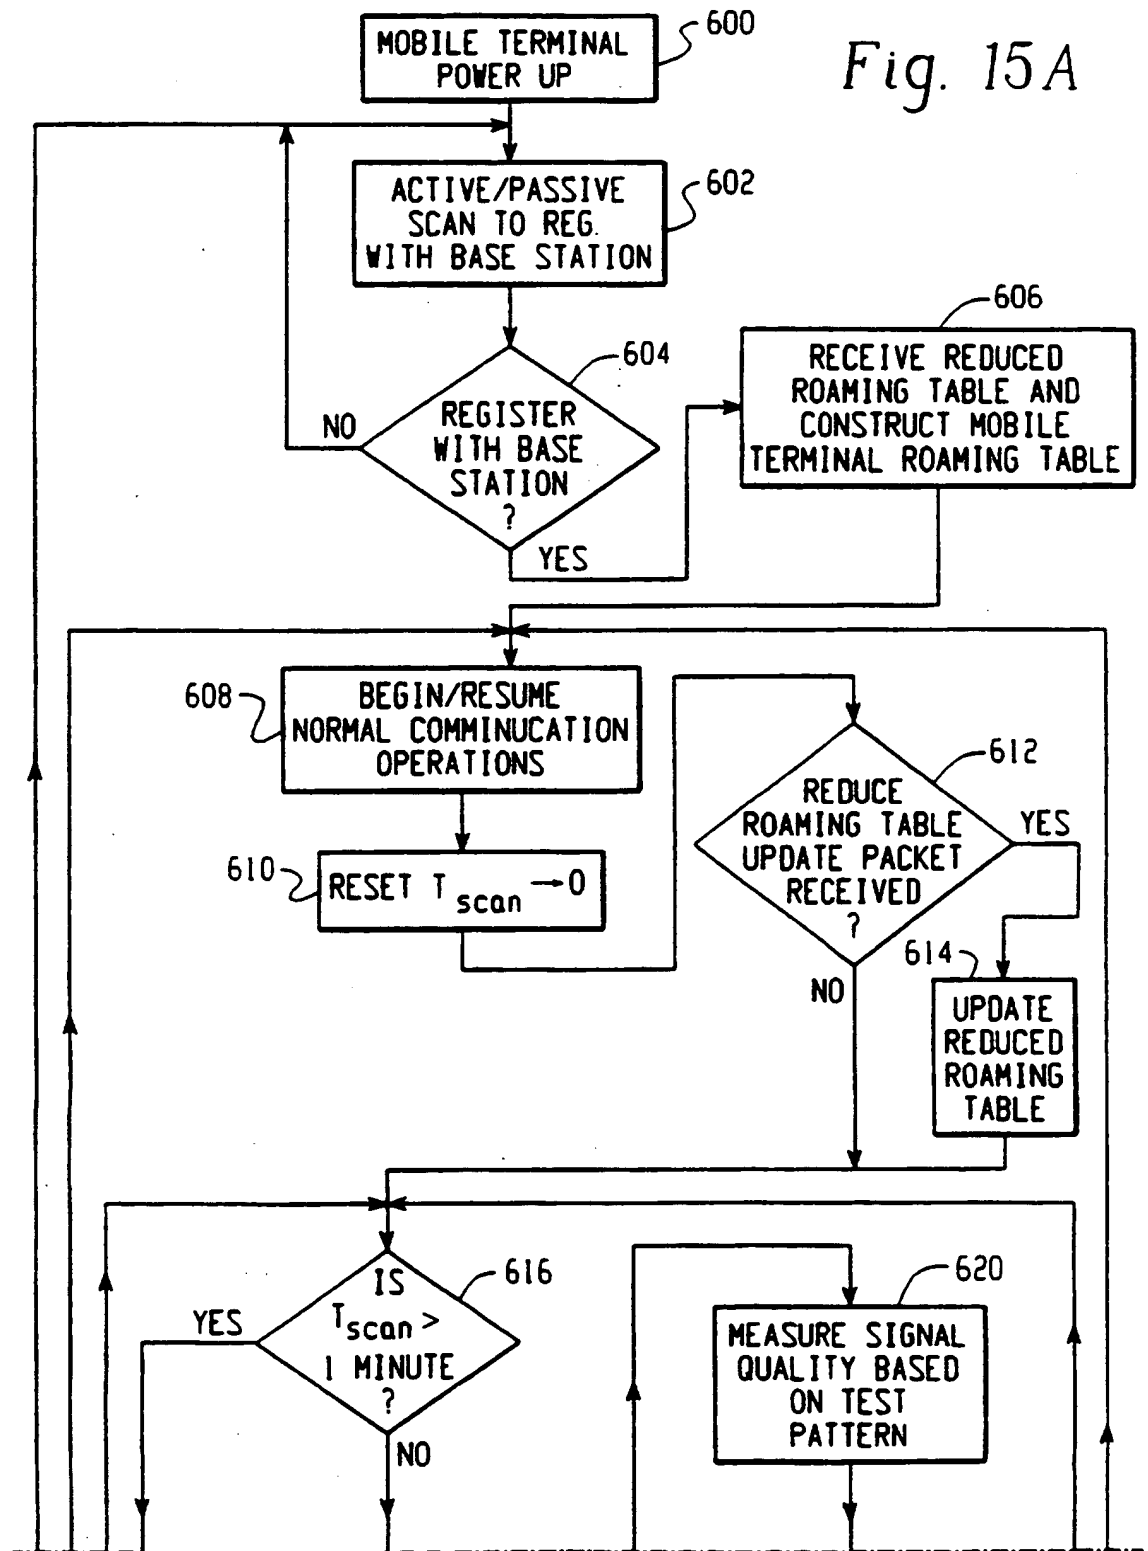 MOBILE TERMINAL
POWER UP
600
Fig. 15A
ACTIVE/PASSIVE
SCAN TO REG.
WITH BASE STATION
602
604
REGISTER
WITH BASE
STATION
?
NO
YES
606
RECEIVE REDUCED
ROAMING TABLE AND
CONSTRUCT MOBILE
TERMINAL ROAMING TABLE
608
BEGIN/RESUME
NORMAL COMMINUCATION
OPERATIONS
610
RESET T scan →0
612
REDUCE
ROAMING TABLE
UPDATE PACKET
RECEIVED
?
YES
NO
614
UPDATE
REDUCED
ROAMING
TABLE
616
IS
Tscan >
1 MINUTE
?
YES
NO
620
MEASURE SIGNAL
QUALITY BASED
ON TEST
PATTERN